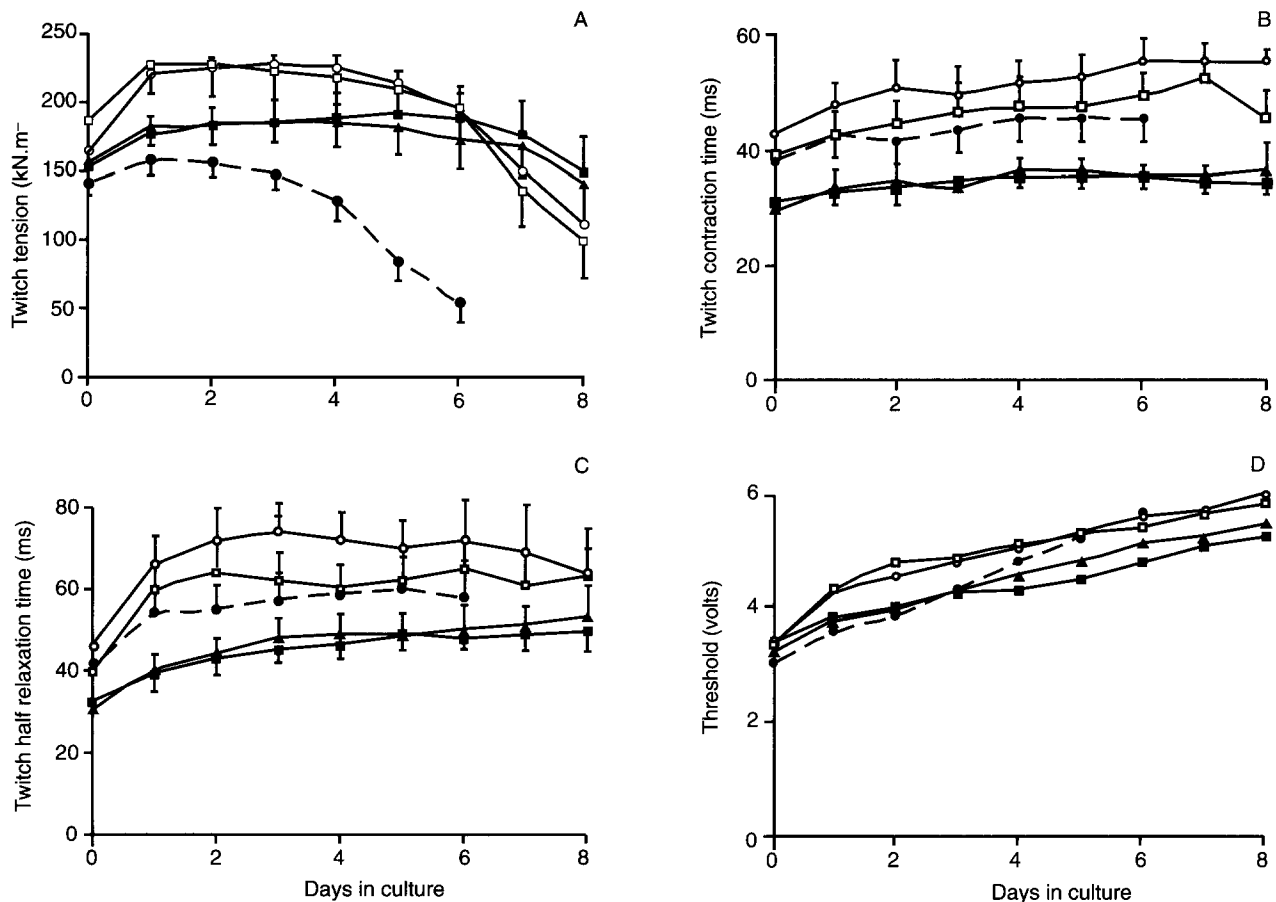 A
Twitch tension (kN.m-
250
200
150
100
50
0
0 2 4 6 8
B
Twitch contraction time (ms)
60
40
20
0
0 2 4 6 8
C
Twitch half relaxation time (ms)
80
60
40
20
0
0 2 4 6 8
Days in culture
D
Threshold (volts)
6
4
2
0
0 2 4 6 8
Days in culture